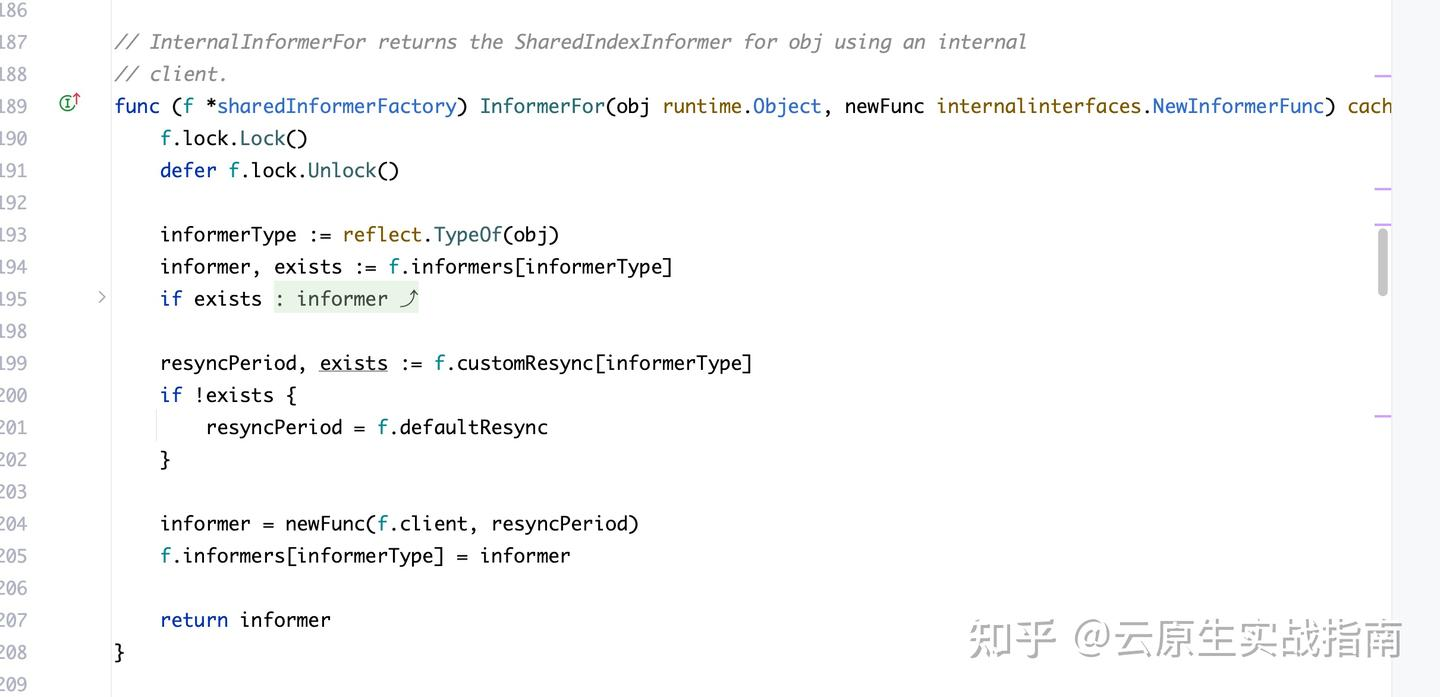 186
187 // InternalInformerFor returns the SharedIndexInformer for obj using an internal
188 // client.
189 func (f *sharedInformerFactory) InformerFor(obj runtime.Object, newFunc internalinterfaces.NewInformerFunc) cach
190 f.lock.Lock()
191 defer f.lock.Unlock()
192
193 informerType := reflect.TypeOf(obj)
194 informer, exists := f.informers[informerType]
195 if exists : informer ⤴
198
199 resyncPeriod, exists := f.customResync[informerType]
200 if !exists {
201 resyncPeriod = f.defaultResync
202 }
203
204 informer = newFunc(f.client, resyncPeriod)
205 f.informers[informerType] = informer
206
207 return informer
208 }
209
知乎 @云原生实战指南